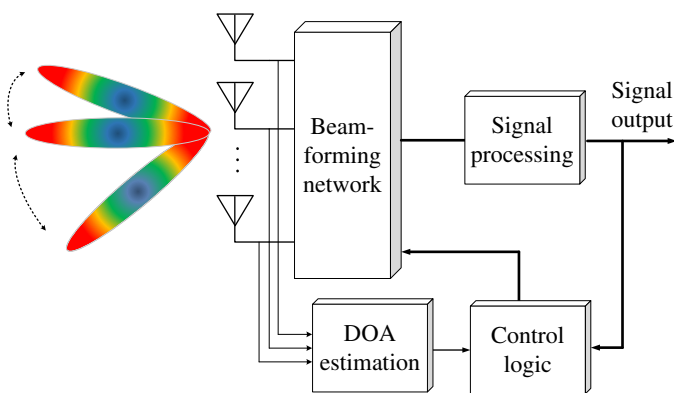 Signal
output
Beam-
forming
network
Signal
processing
DOA
estimation
Control
logic